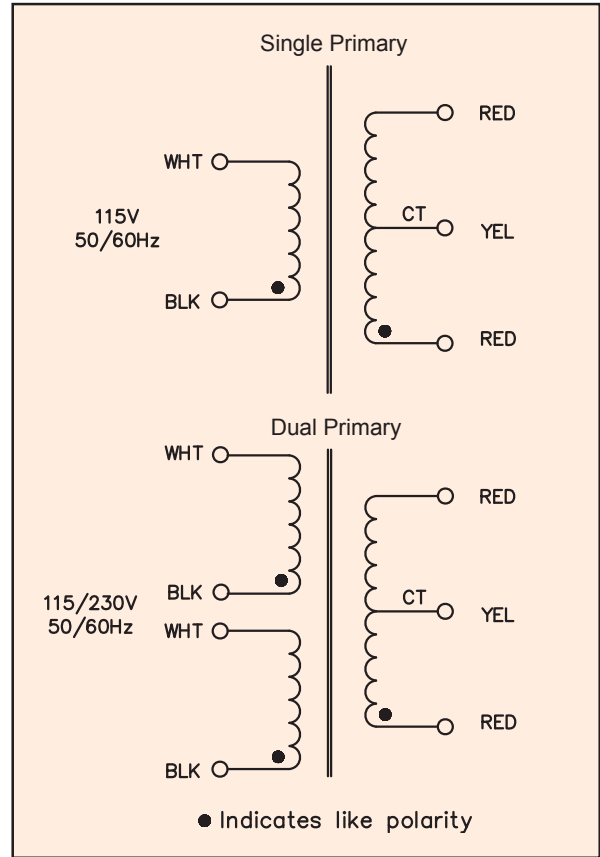 Single Primary
WHT
RED
115V
50/60Hz
CT
YEL
BLK
RED
Dual Primary
WHT
RED
BLK
115/230V
50/60Hz
WHT
CT
YEL
RED
BLK
Indicates like polarity